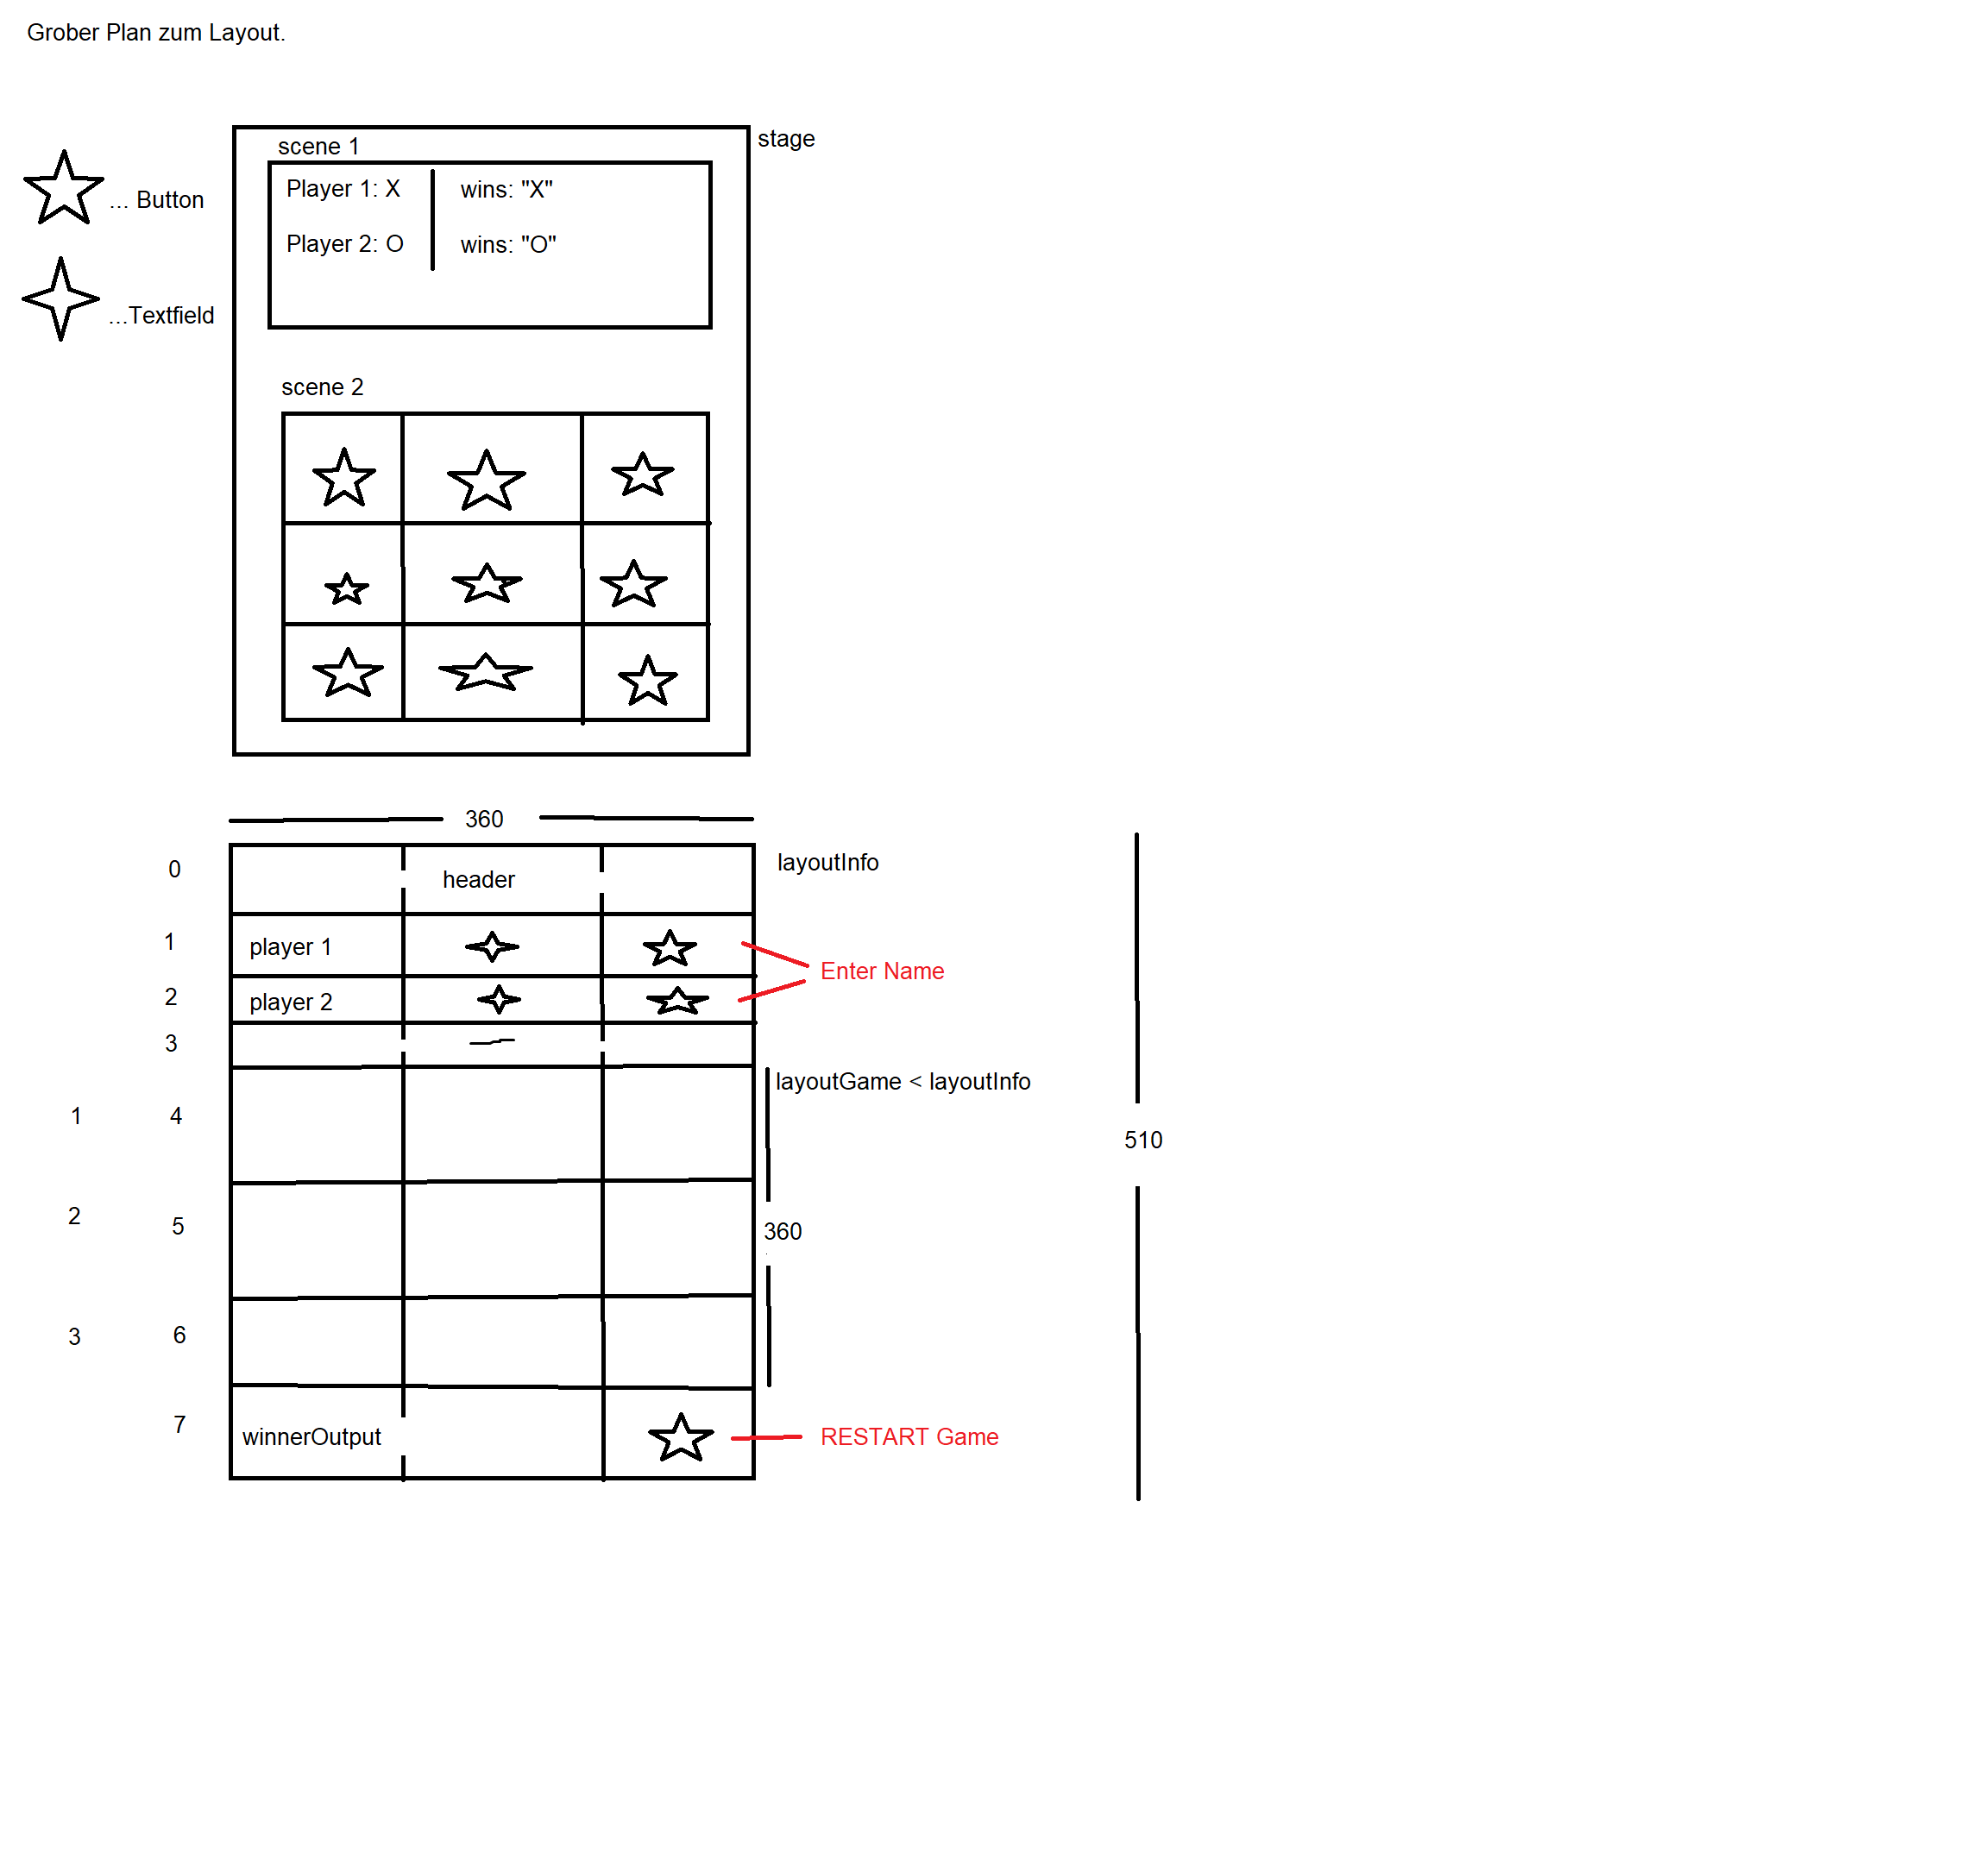 Grober Plan zum Layout.
stage
scene 1
Player 1: X
wins: "X"
... Button
Player 2: O
wins: "O"
...Textfield
scene 2
360
0
header
layoutInfo
1
player 1
Enter Name
2
player 2
3
layoutGame < layoutInfo
1
4
510
2
5
360
3
6
7
winnerOutput
RESTART Game